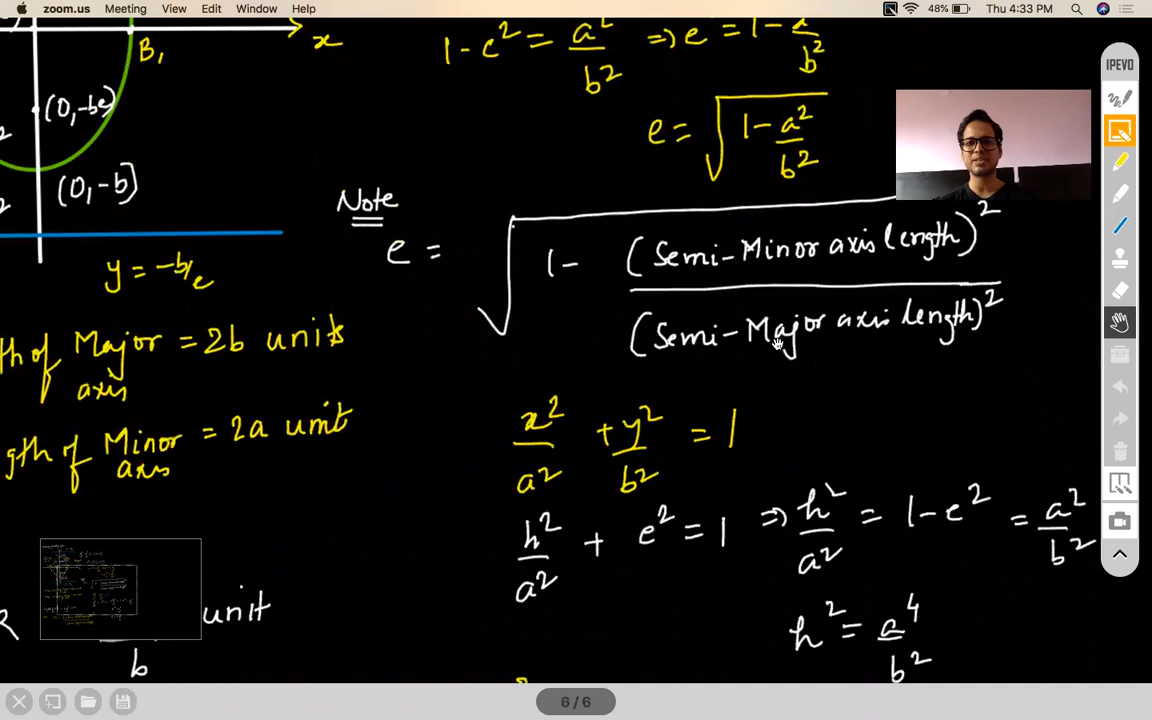 zoom.us Meeting View Edit Window Help 48% Thu 4:33 PM
x
B₁
(0,-be)
(0,-b)
y = -b/e
1-e² = a²/b² ⇒ e = 1- a/b²
e = √(1- a²/b²)
IPEVO
Note
e = √(1- (Semi-Minor axis length)²/(Semi-Major axis length)²)
th of Major = 2b units
axis
gth of Minor = 2a unit
axis
x²/a² + y²/b² = 1
h²/a² + e² = 1 ⇒ h²/a² = 1-e² = a²/b²
h² = a⁴/b²
R unit
b
6/6